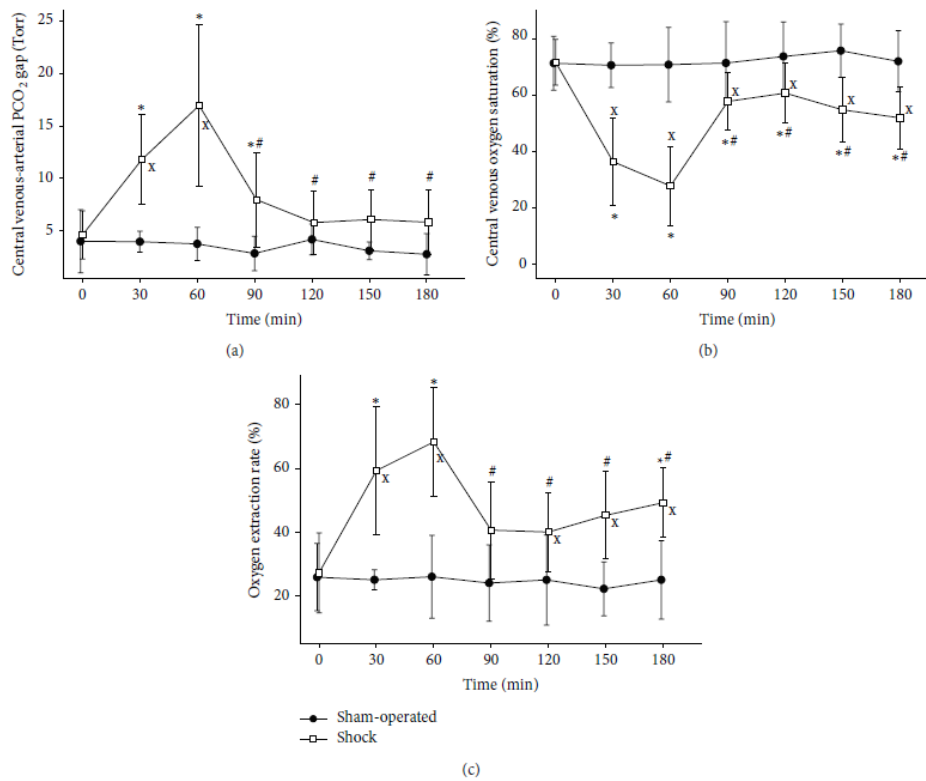 Central venous-arterial PCO₂ gap (Torr)
25
20
15
10
5
* * *# # # #
x x
0 30 60 90 120 150 180
Time (min)
(a)
Central venous oxygen saturation (%)
80
60
40
20
0
x x x x x x
* * *# *# *# *#
0 30 60 90 120 150 180
Time (min)
(b)
Oxygen extraction rate (%)
80
60
40
20
* * # # # *#
x x x x x
0 30 60 90 120 150 180
Time (min)
Sham-operated
Shock
(c)